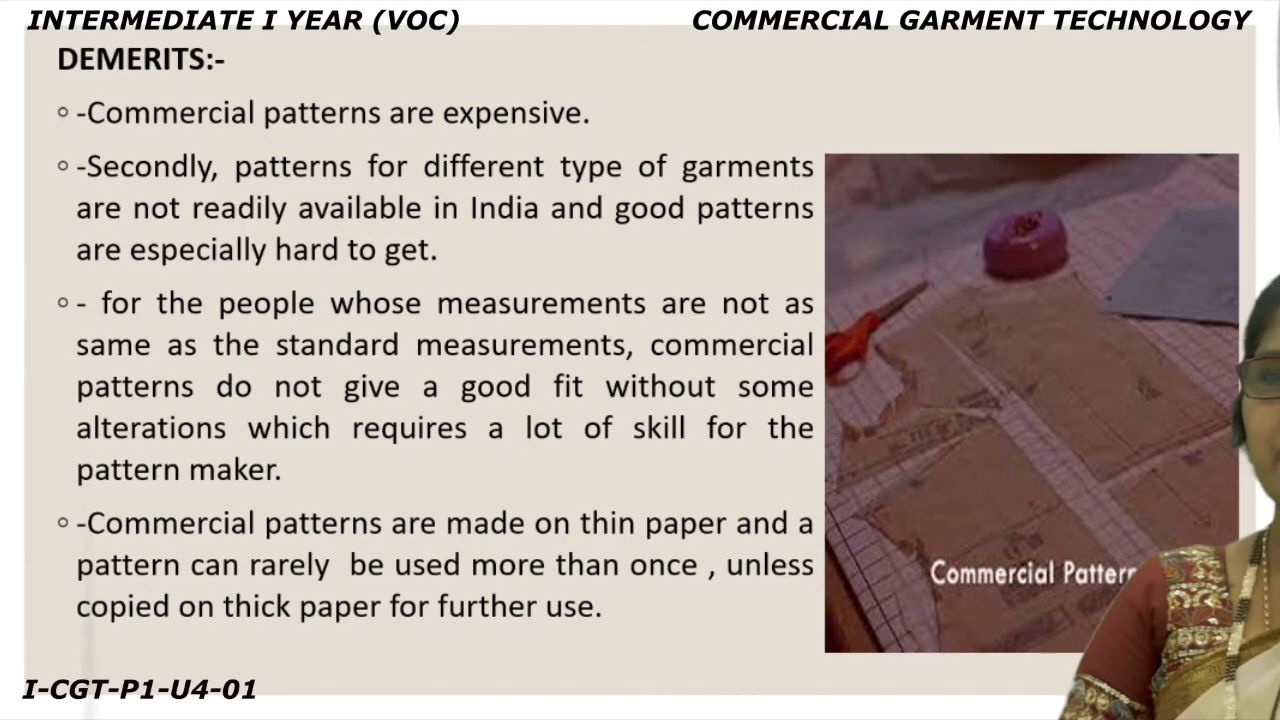 INTERMEDIATE I YEAR (VOC)
COMMERCIAL GARMENT TECHNOLOGY
DEMERITS:-
◦ -Commercial patterns are expensive.
◦ -Secondly, patterns for different type of garments
are not readily available in India and good patterns
are especially hard to get.
◦ - for the people whose measurements are not as
same as the standard measurements, commercial
patterns do not give a good fit without some
alterations which requires a lot of skill for the
pattern maker.
◦ -Commercial patterns are made on thin paper and a
pattern can rarely be used more than once , unless
copied on thick paper for further use.
Commercial Pattern
I-CGT-P1-U4-01